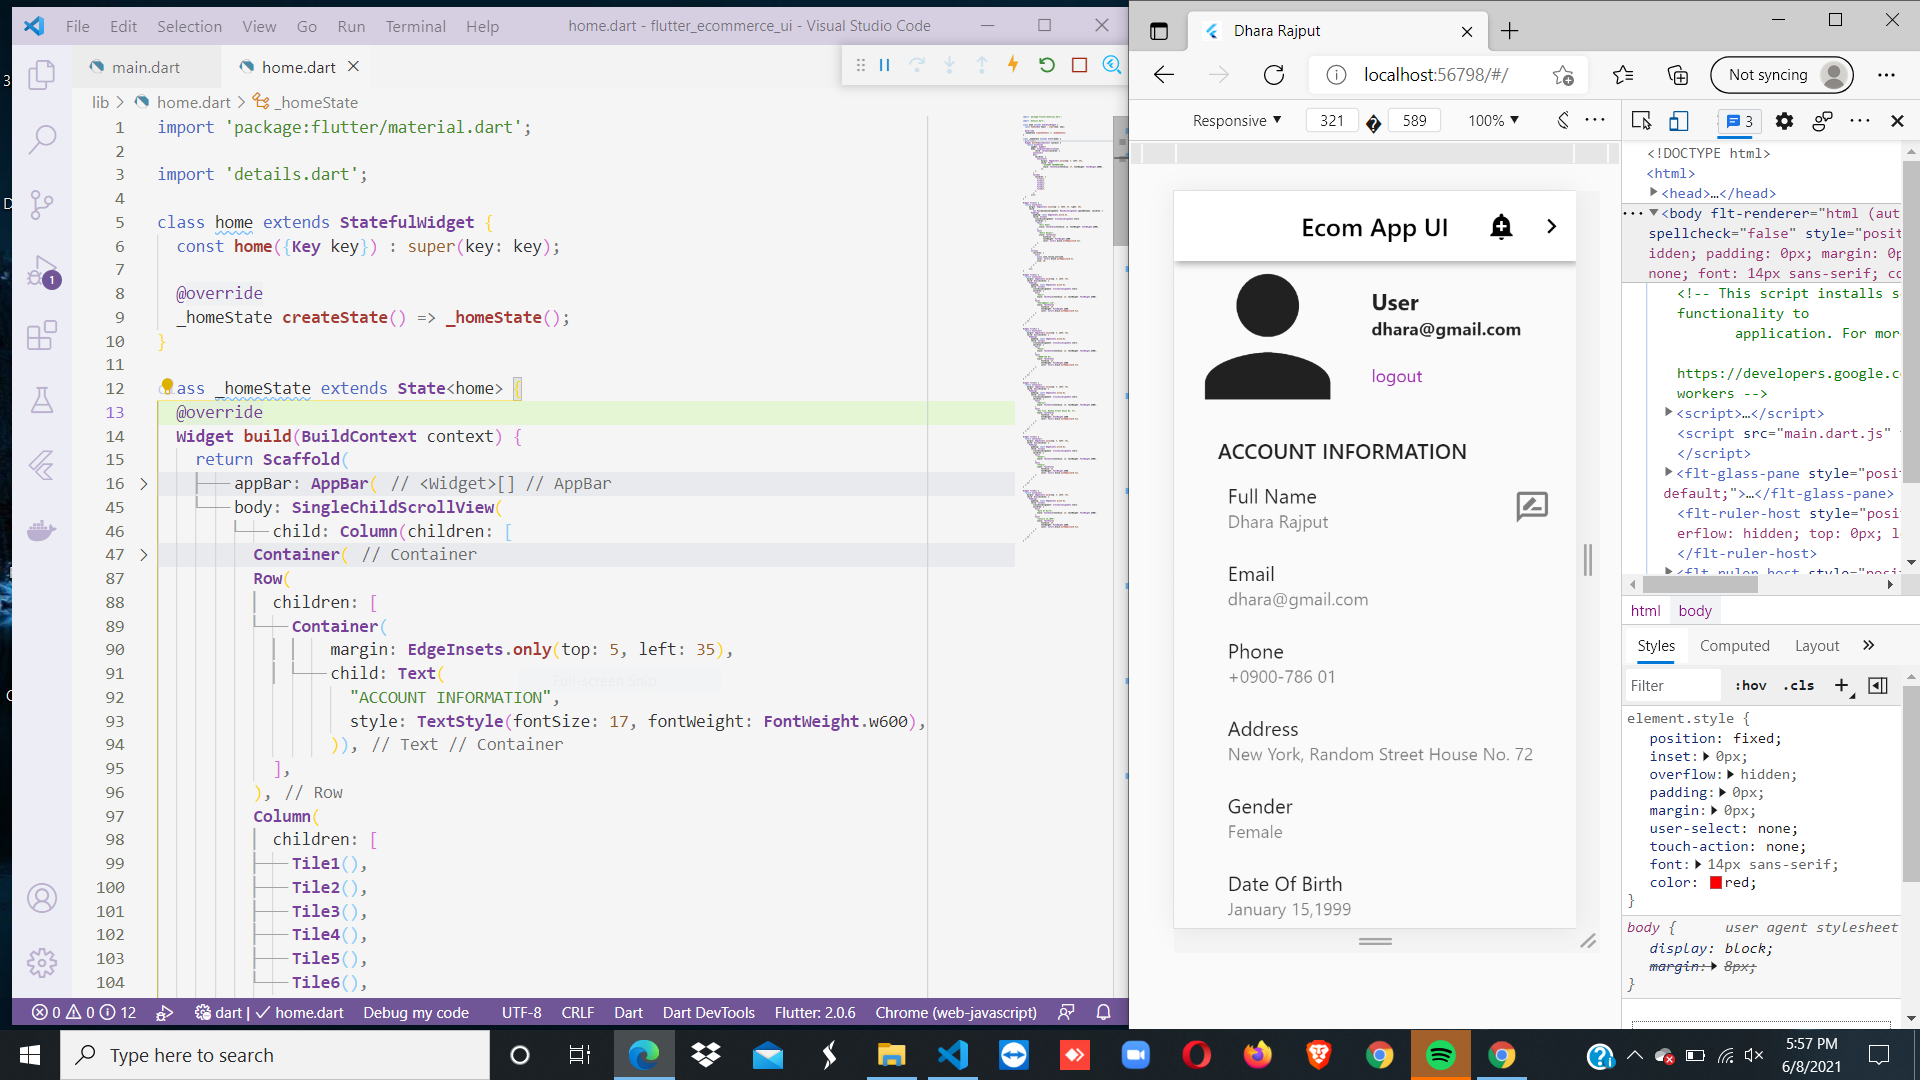 File Edit Selection View Go Run Terminal Help
home.dart - flutter_ecommerce_ui - Visual Studio Code
main.dart
home.dart
lib > home.dart > _homeState
1 import 'package:flutter/material.dart';
2
3 import 'details.dart';
4
5 class home extends StatefulWidget {
6 const home({Key key}) : super(key: key);
7
8 @override
9 _homeState createState() => _homeState();
10 }
11
12 ass _homeState extends State<home> {
13 @override
14 Widget build(BuildContext context) {
15 return Scaffold(
16 appBar: AppBar( // <Widget>[] // AppBar
45 body: SingleChildScrollView(
46 child: Column(children: [
47 Container( // Container
87 Row(
88 children: [
89 Container(
90 margin: EdgeInsets.only(top: 5, left: 35),
91 child: Text(
92 "ACCOUNT INFORMATION",
93 style: TextStyle(fontSize: 17, fontWeight: FontWeight.w600),
94 )), // Text // Container
95 ],
96 ), // Row
97 Column(
98 children: [
99 Tile1(),
100 Tile2(),
101 Tile3(),
102 Tile4(),
103 Tile5(),
104 Tile6(),
1
0 0 12
dart | home.dart
Debug my code
UTF-8
CRLF
Dart
Dart DevTools
Flutter: 2.0.6
Chrome (web-javascript)
Dhara Rajput
localhost:56798/#/
Not syncing
Responsive
321
589
100%
Ecom App UI
User
dhara@gmail.com
logout
ACCOUNT INFORMATION
Full Name
Dhara Rajput
Email
dhara@gmail.com
Phone
+0900-786 01
Address
New York, Random Street House No. 72
Gender
Female
Date Of Birth
January 15,1999
3
<!DOCTYPE html>
<html>
<head>…</head>
<body flt-renderer="html (aut
spellcheck="false" style="posit
idden; padding: 0px; margin: 0p
none; font: 14px sans-serif; co
<!-- This script installs s
functionality to
application. For mor
https://developers.google.c
workers -->
<script>…</script>
<script src="main.dart.js"
</script>
<flt-glass-pane style="posi
default;">…</flt-glass-pane>
<flt-ruler-host style="posi
erflow: hidden; top: 0px; l
</flt-ruler-host>
html body
Styles Computed Layout
Filter
:hov .cls
element.style {
position: fixed;
inset: 0px;
overflow: hidden;
padding: 0px;
margin: 0px;
user-select: none;
touch-action: none;
font: 14px sans-serif;
color: red;
}
body { user agent stylesheet
display: block;
margin: 8px;
}
Type here to search
5:57 PM
6/8/2021